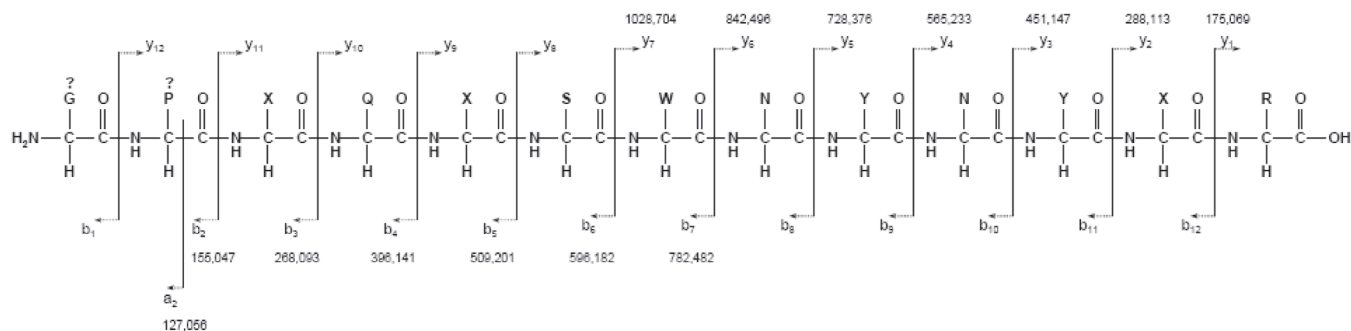 1028,704 842,496 728,376 565,233 451,147 288,113 175,069
y12 y11 y10 y9 y8 y7 y6 y5 y4 y3 y2 y1
? ?
G O P O X O Q O X O S O W O N O Y O N O Y O X O R O
H2N C C N C C N C C N C C N C C N C C N C C N C C N C C N C C N C C N C C N C C OH
H H H H H H H H H H H H
H H H H H H H H H H H H H
b1 b2 b3 b4 b5 b6 b7 b8 b9 b10 b11 b12
155,047 268,093 396,141 509,201 596,182 782,482
a2
127,056